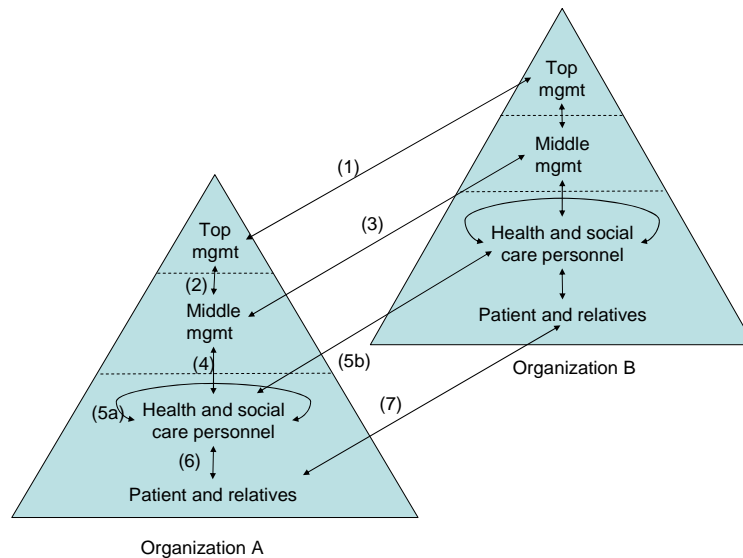 Top
mgmt
Middle
mgmt
(1)
(3)
Top
mgmt
Health and social
care personnel
(2)
Middle
mgmt
Patient and relatives
(4)
(5b)
Organization B
(5a)
Health and social
care personnel
(7)
(6)
Patient and relatives
Organization A